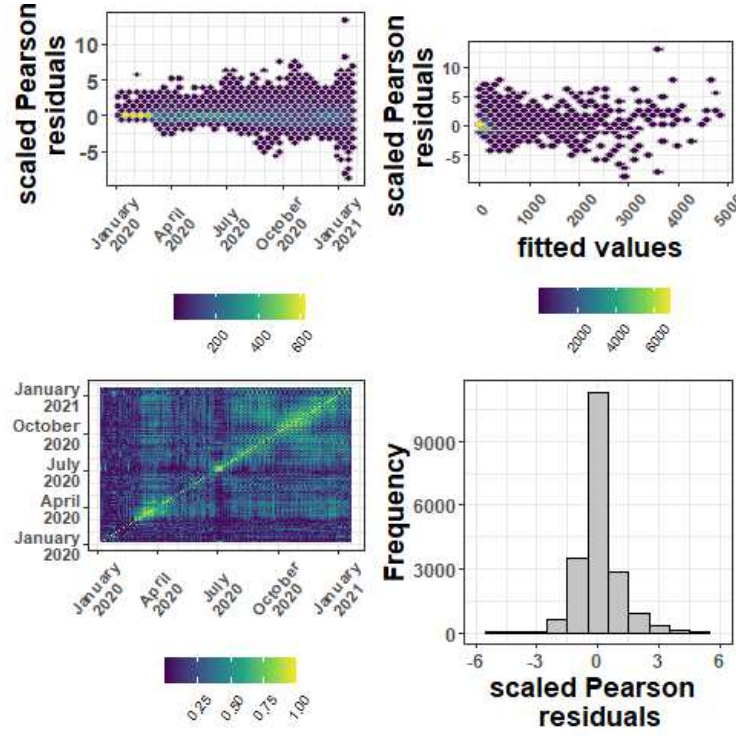 scaled Pearson
residuals
10
5
0
-5
January
2020
April
2020
July
2020
October
2020
January
2021
200
400
600
scaled Pearson
residuals
10
5
0
-5
0
1000
2000
3000
4000
5000
fitted values
2000
4000
6000
January
2021
October
2020
July
2020
April
2020
January
2020
January
2020
April
2020
July
2020
October
2020
January
2021
0.25
0.50
0.75
1.00
Frequency
9000
6000
3000
0
-6
-3
0
3
6
scaled Pearson
residuals